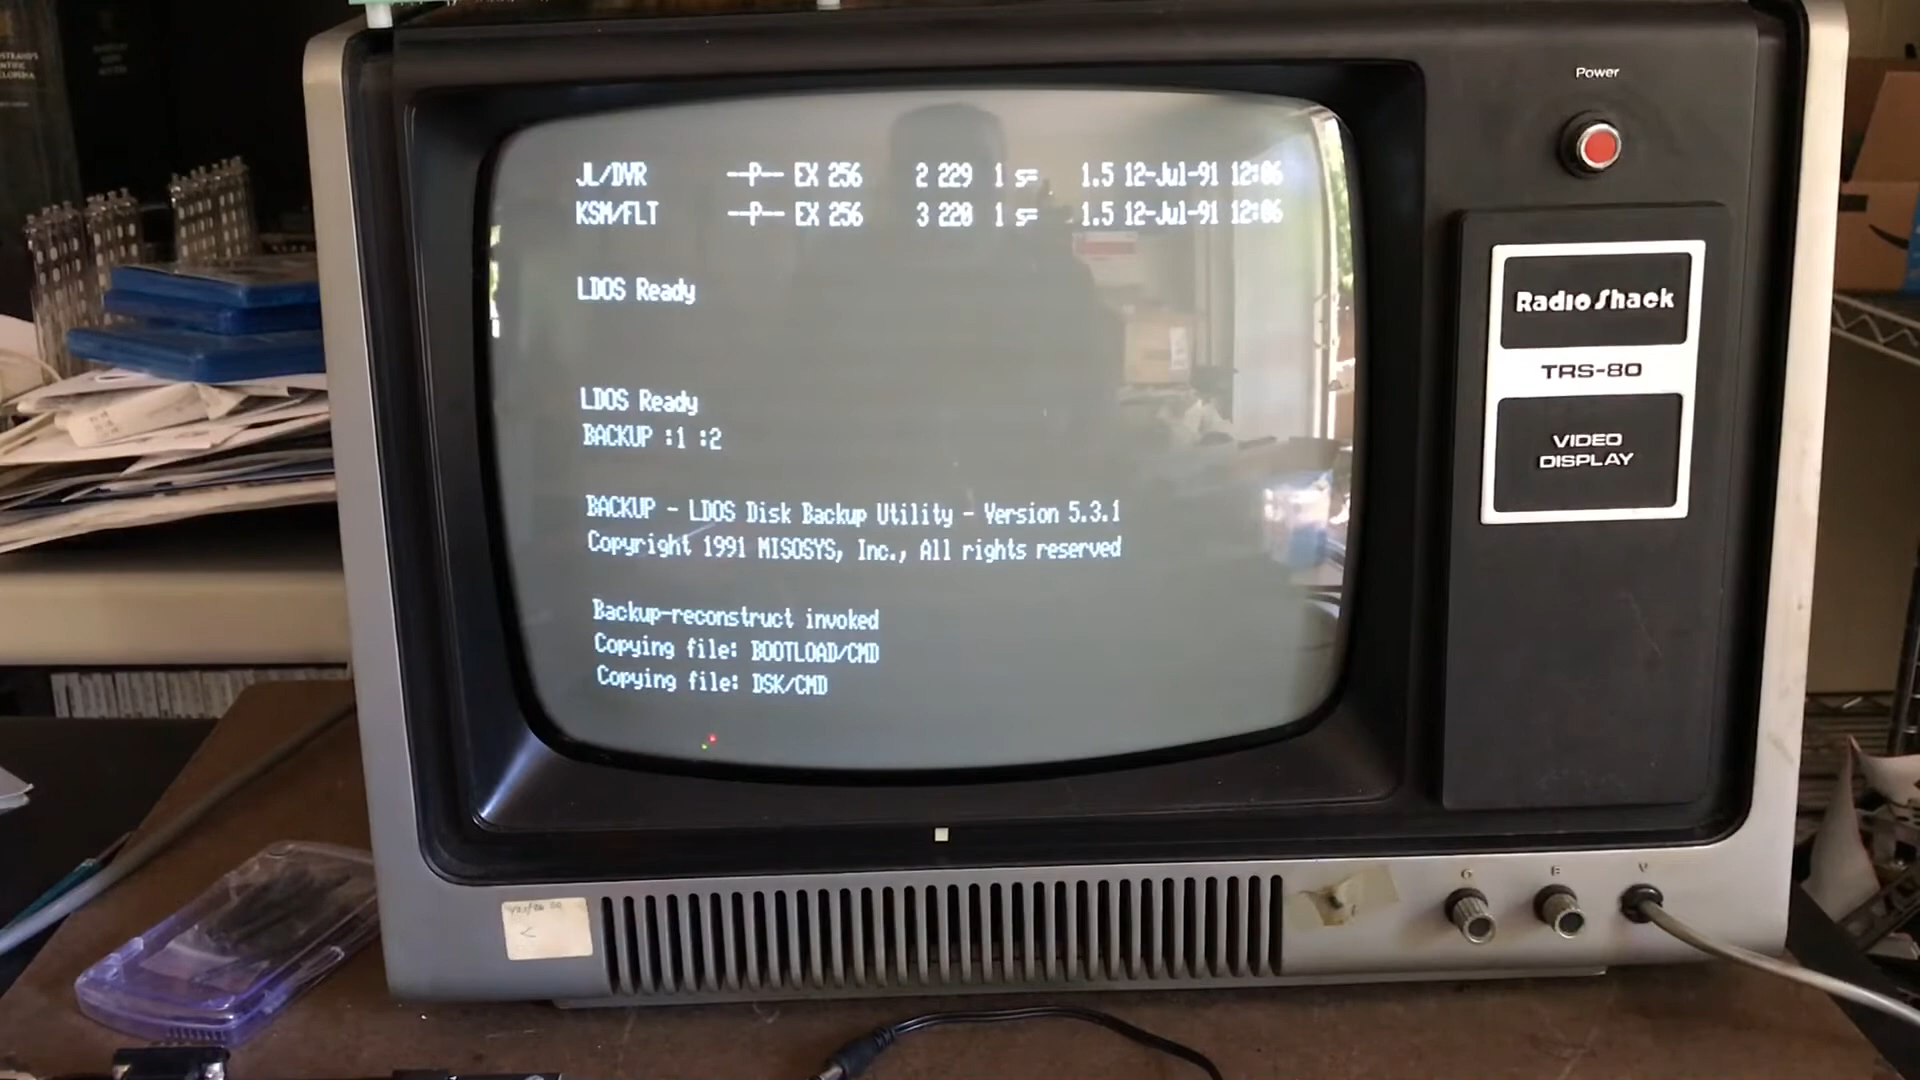 JL/DVR --P-- EX 256 2 229 1 s= 1.5 12-Jul-91 12:06
KSM/FLT --P-- EX 256 3 228 1 s= 1.5 12-Jul-91 12:06
LDOS Ready
LDOS Ready
BACKUP :1 :2
BACKUP - LDOS Disk Backup Utility - Version 5.3.1
Copyright 1991 MISOSYS, Inc., All rights reserved
Backup-reconstruct invoked
Copying file: BOOTLOAD/CMD
Copying file: DSK/CMD
Power
Radio Shack
TRS-80
VIDEO
DISPLAY